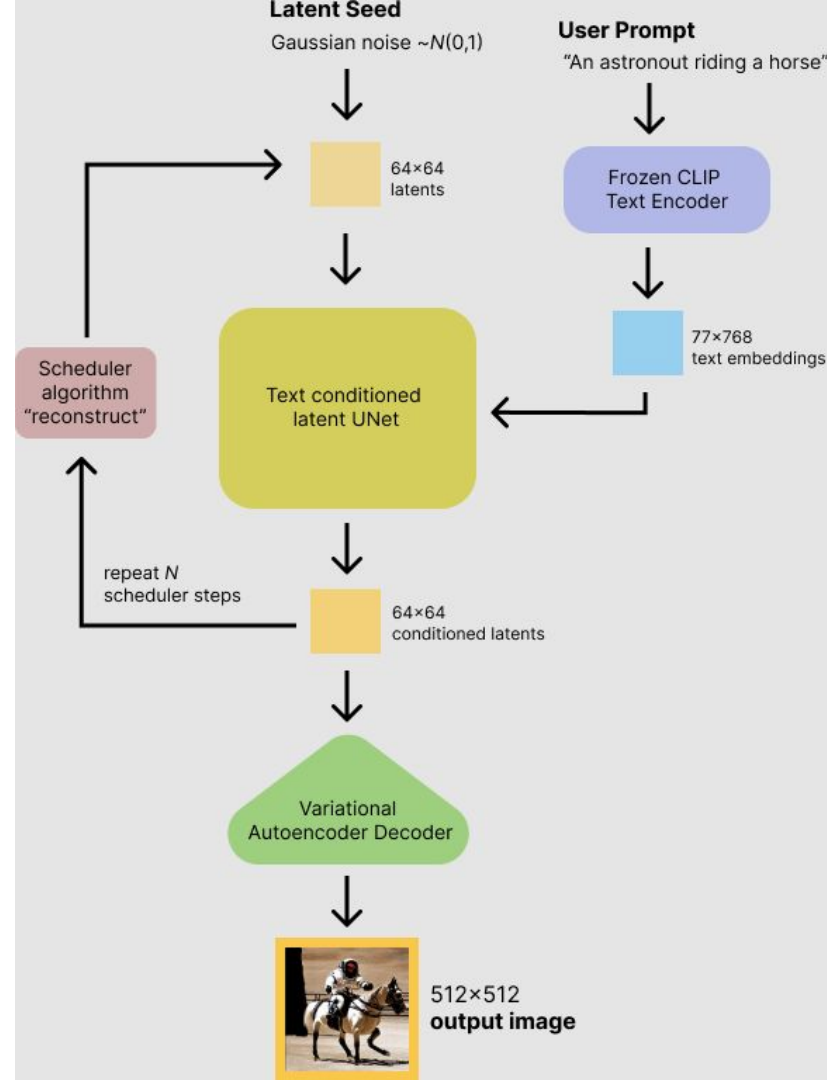 Latent Seed
Gaussian noise ~N(0,1)
User Prompt
“An astronout riding a horse”
64×64
latents
Frozen CLIP
Text Encoder
77×768
text embeddings
Scheduler
algorithm
“reconstruct”
Text conditioned
latent UNet
repeat N
scheduler steps
64×64
conditioned latents
Variational
Autoencoder Decoder
512×512
output image